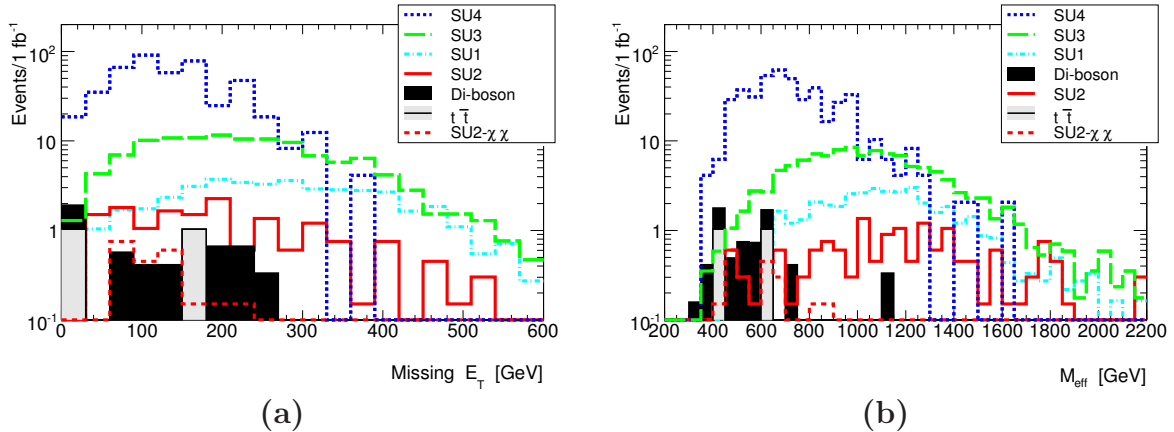 Events/1 fb⁻¹
10²
10
1
10⁻¹
0 100 200 300 400 500 600
Missing E_T [GeV]
SU4
SU3
SU1
SU2
Di-boson
t t̅
SU2-χ χ
(a)
Events/1 fb⁻¹
10²
10
1
10⁻¹
200 400 600 800 1000 1200 1400 1600 1800 2000 2200
M_eff [GeV]
SU4
SU3
SU1
Di-boson
SU2
t t̅
SU2-χ χ
(b)